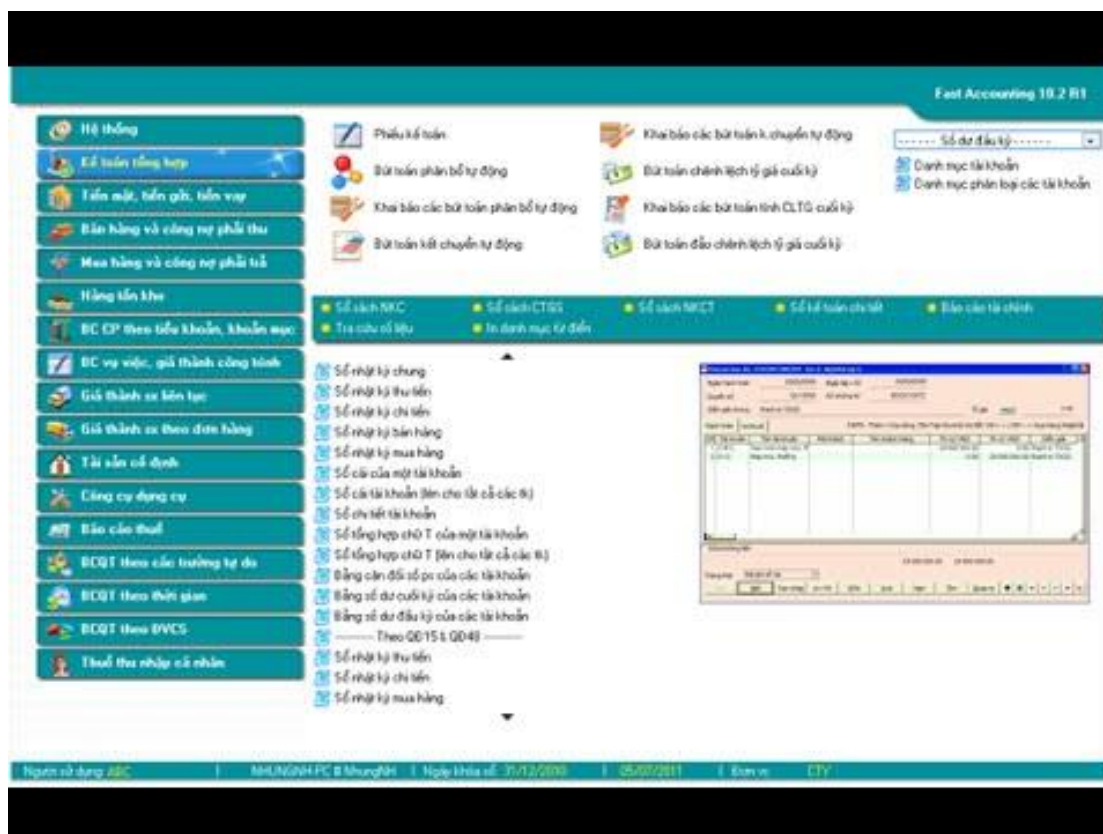 Fast Accounting 10.2 R1
Hệ thống
Kế toán tổng hợp
Tiền mặt, tiền gửi, tiền vay
Bán hàng và công nợ phải thu
Mua hàng và công nợ phải trả
Hàng tồn kho
BC CP theo tiểu khoản, khoản mục
BC vụ việc, giá thành công trình
Giá thành sx liên tục
Giá thành sx theo đơn hàng
Tài sản cố định
Công cụ dụng cụ
Báo cáo thuế
BCQT theo các trường tự do
BCQT theo thời gian
BCQT theo ĐVCS
Thuế thu nhập cá nhân
Phiếu kế toán
Bút toán phân bổ tự động
Khai báo các bút toán phân bổ tự động
Bút toán kết chuyển tự động
Khai báo các bút toán k.chuyển tự động
Bút toán chênh lệch tỷ giá cuối kỳ
Khai báo các bút toán tính CLTG cuối kỳ
Bút toán đảo chênh lệch tỷ giá cuối kỳ
------ Số dư đầu kỳ ------
Danh mục tài khoản
Danh mục phân loại các tài khoản
Sổ sách NKC
Sổ sách CTGS
Sổ sách NKCT
Sổ kế toán chi tiết
Báo cáo tài chính
Tra cứu số liệu
In danh mục từ điển
Sổ nhật ký chung
Sổ nhật ký thu tiền
Sổ nhật ký chi tiền
Sổ nhật ký bán hàng
Sổ nhật ký mua hàng
Sổ cái của một tài khoản
Sổ cái tài khoản (lên cho tất cả các tk)
Sổ chi tiết tài khoản
Sổ tổng hợp chữ T của một tài khoản
Sổ tổng hợp chữ T (lên cho tất cả các tk)
Bảng cân đối số ps của các tài khoản
Bảng số dư cuối kỳ của các tài khoản
Bảng số dư đầu kỳ của các tài khoản
--------- Theo QĐ15 & QĐ48 ---------
Sổ nhật ký thu tiền
Sổ nhật ký chi tiền
Sổ nhật ký mua hàng
Người sử dụng: ABC | NHUNGNH-PC # NhungNH | Ngày khóa sổ: 31/12/2010 | 05/07/2011 | Đơn vị: CTY